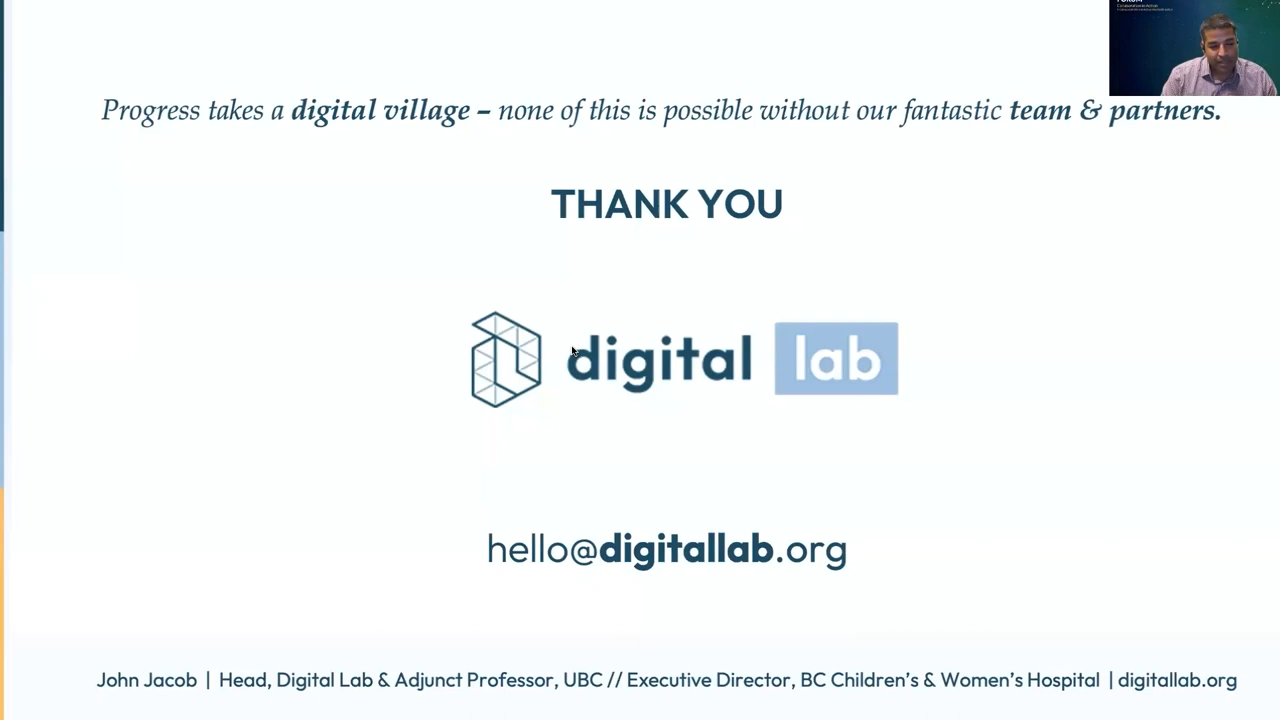 Progress takes a digital village – none of this is possible without our fantastic team & partners.
THANK YOU
digital lab
hello@digitallab.org
John Jacob | Head, Digital Lab & Adjunct Professor, UBC // Executive Director, BC Children’s & Women’s Hospital | digitallab.org